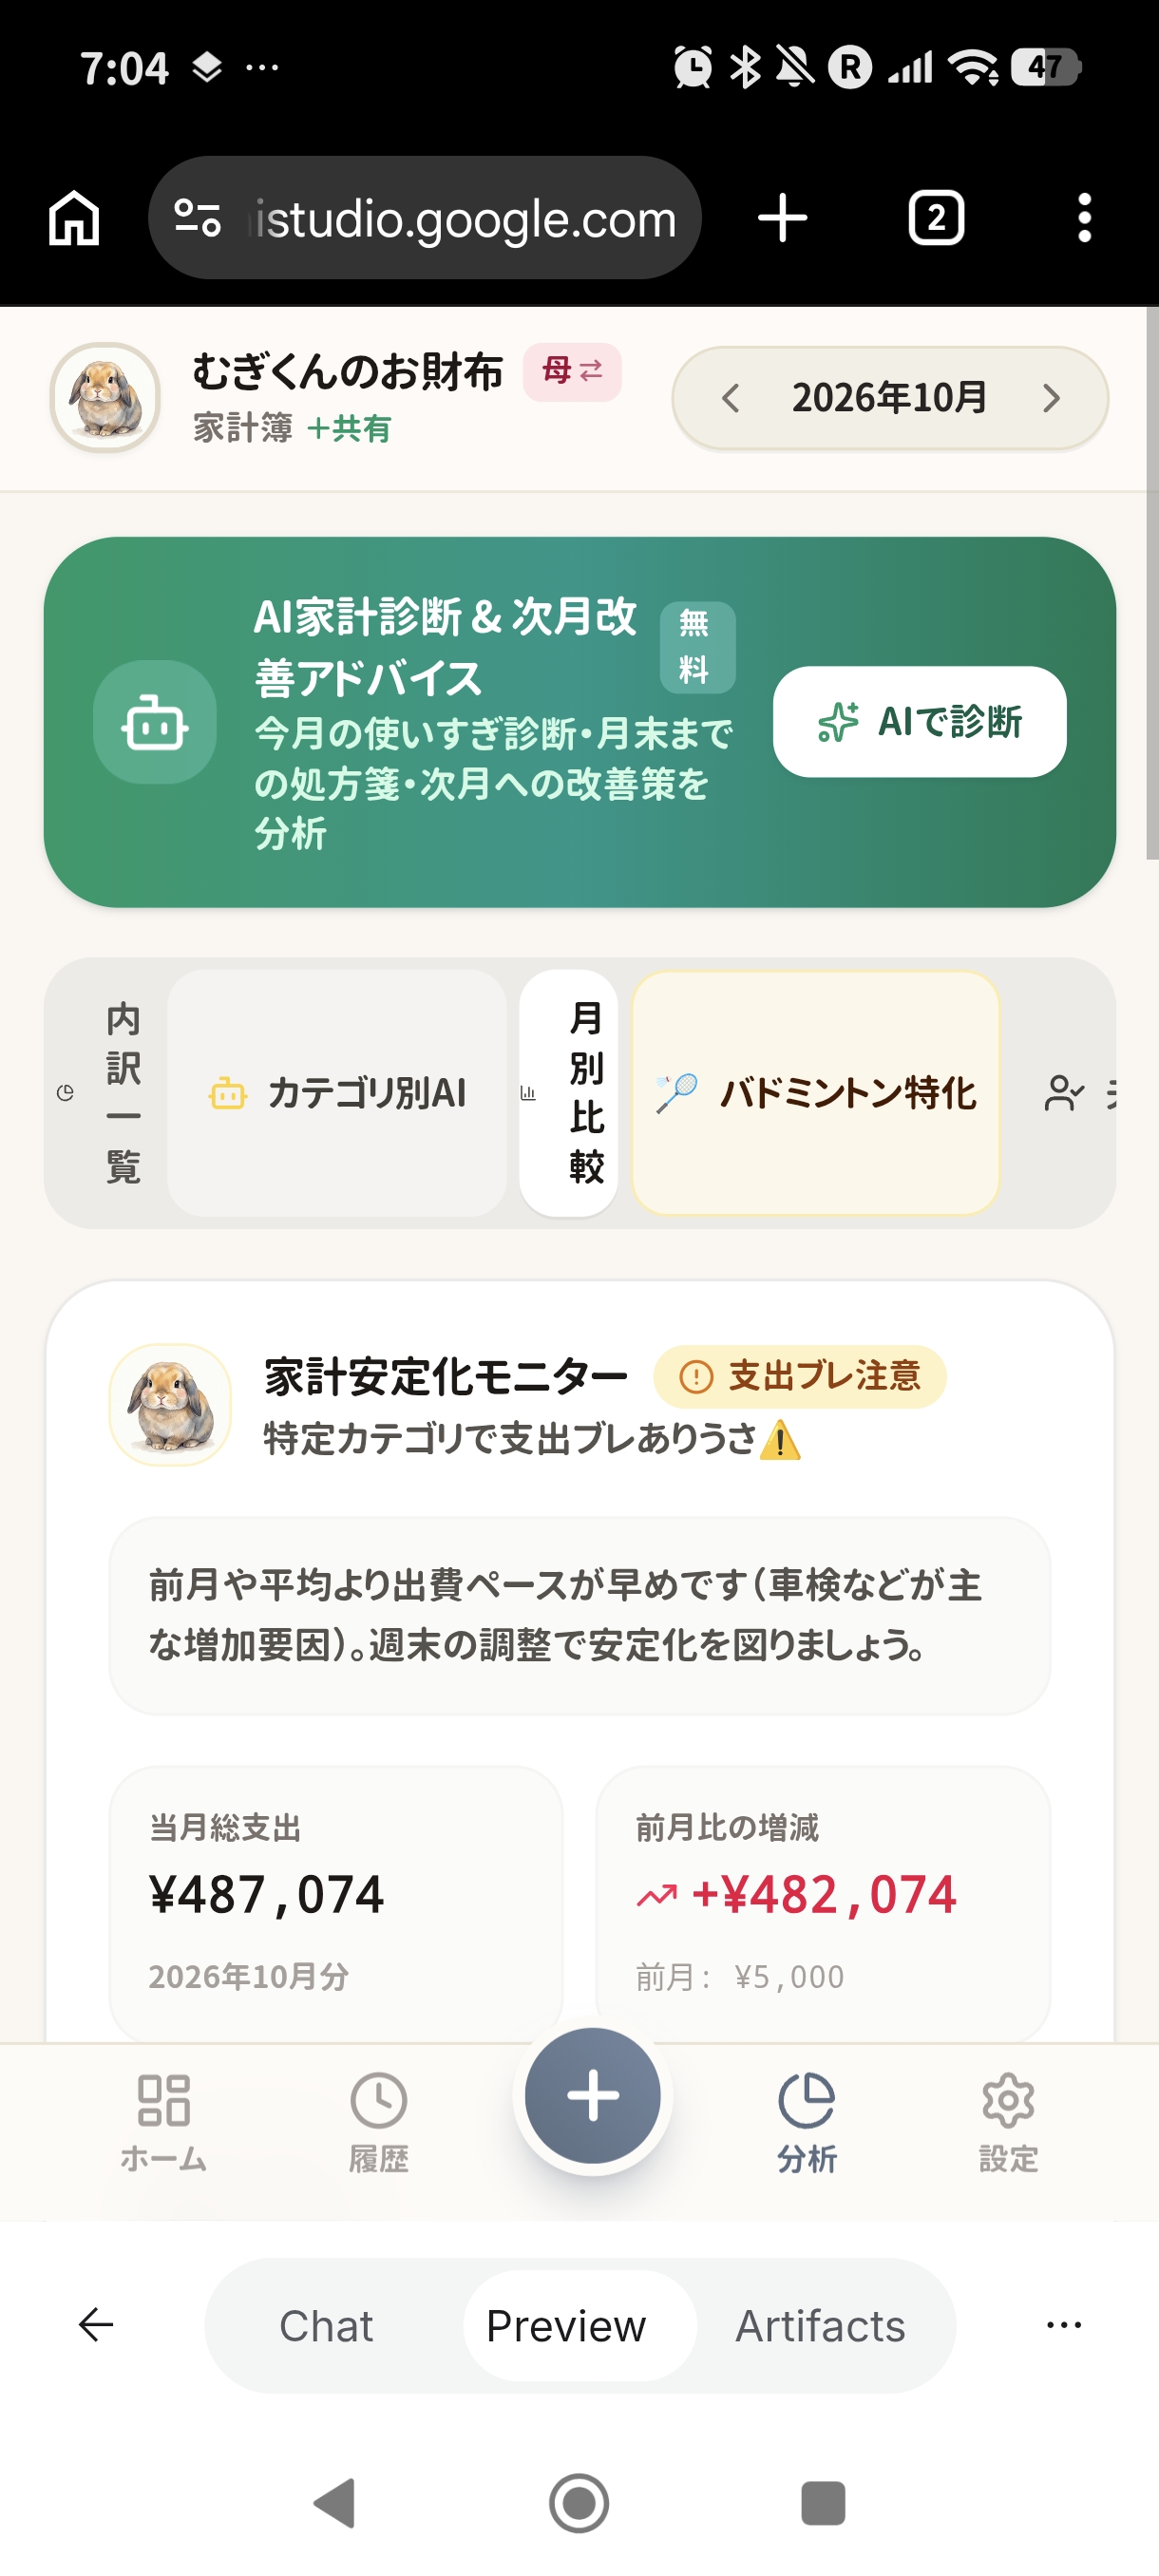 7:04
R
47
istudio.google.com
2
むぎくんのお財布
母
家計簿 +共有
2026年10月
AI家計診断 & 次月改
善アドバイス
無
料
今月の使いすぎ診断・月末まで
の処方箋・次月への改善策を
分析
AIで診断
内
訳
一
覧
カテゴリ別AI
月
別
比
較
バドミントン特化
家計安定化モニター
支出ブレ注意
特定カテゴリで支出ブレありうさ⚠️
前月や平均より出費ペースが早めです(車検などが主
な増加要因)。週末の調整で安定化を図りましょう。
当月総支出
¥487,074
2026年10月分
前月比の増減
+¥482,074
前月: ¥5,000
ホーム
履歴
分析
設定
Chat
Preview
Artifacts